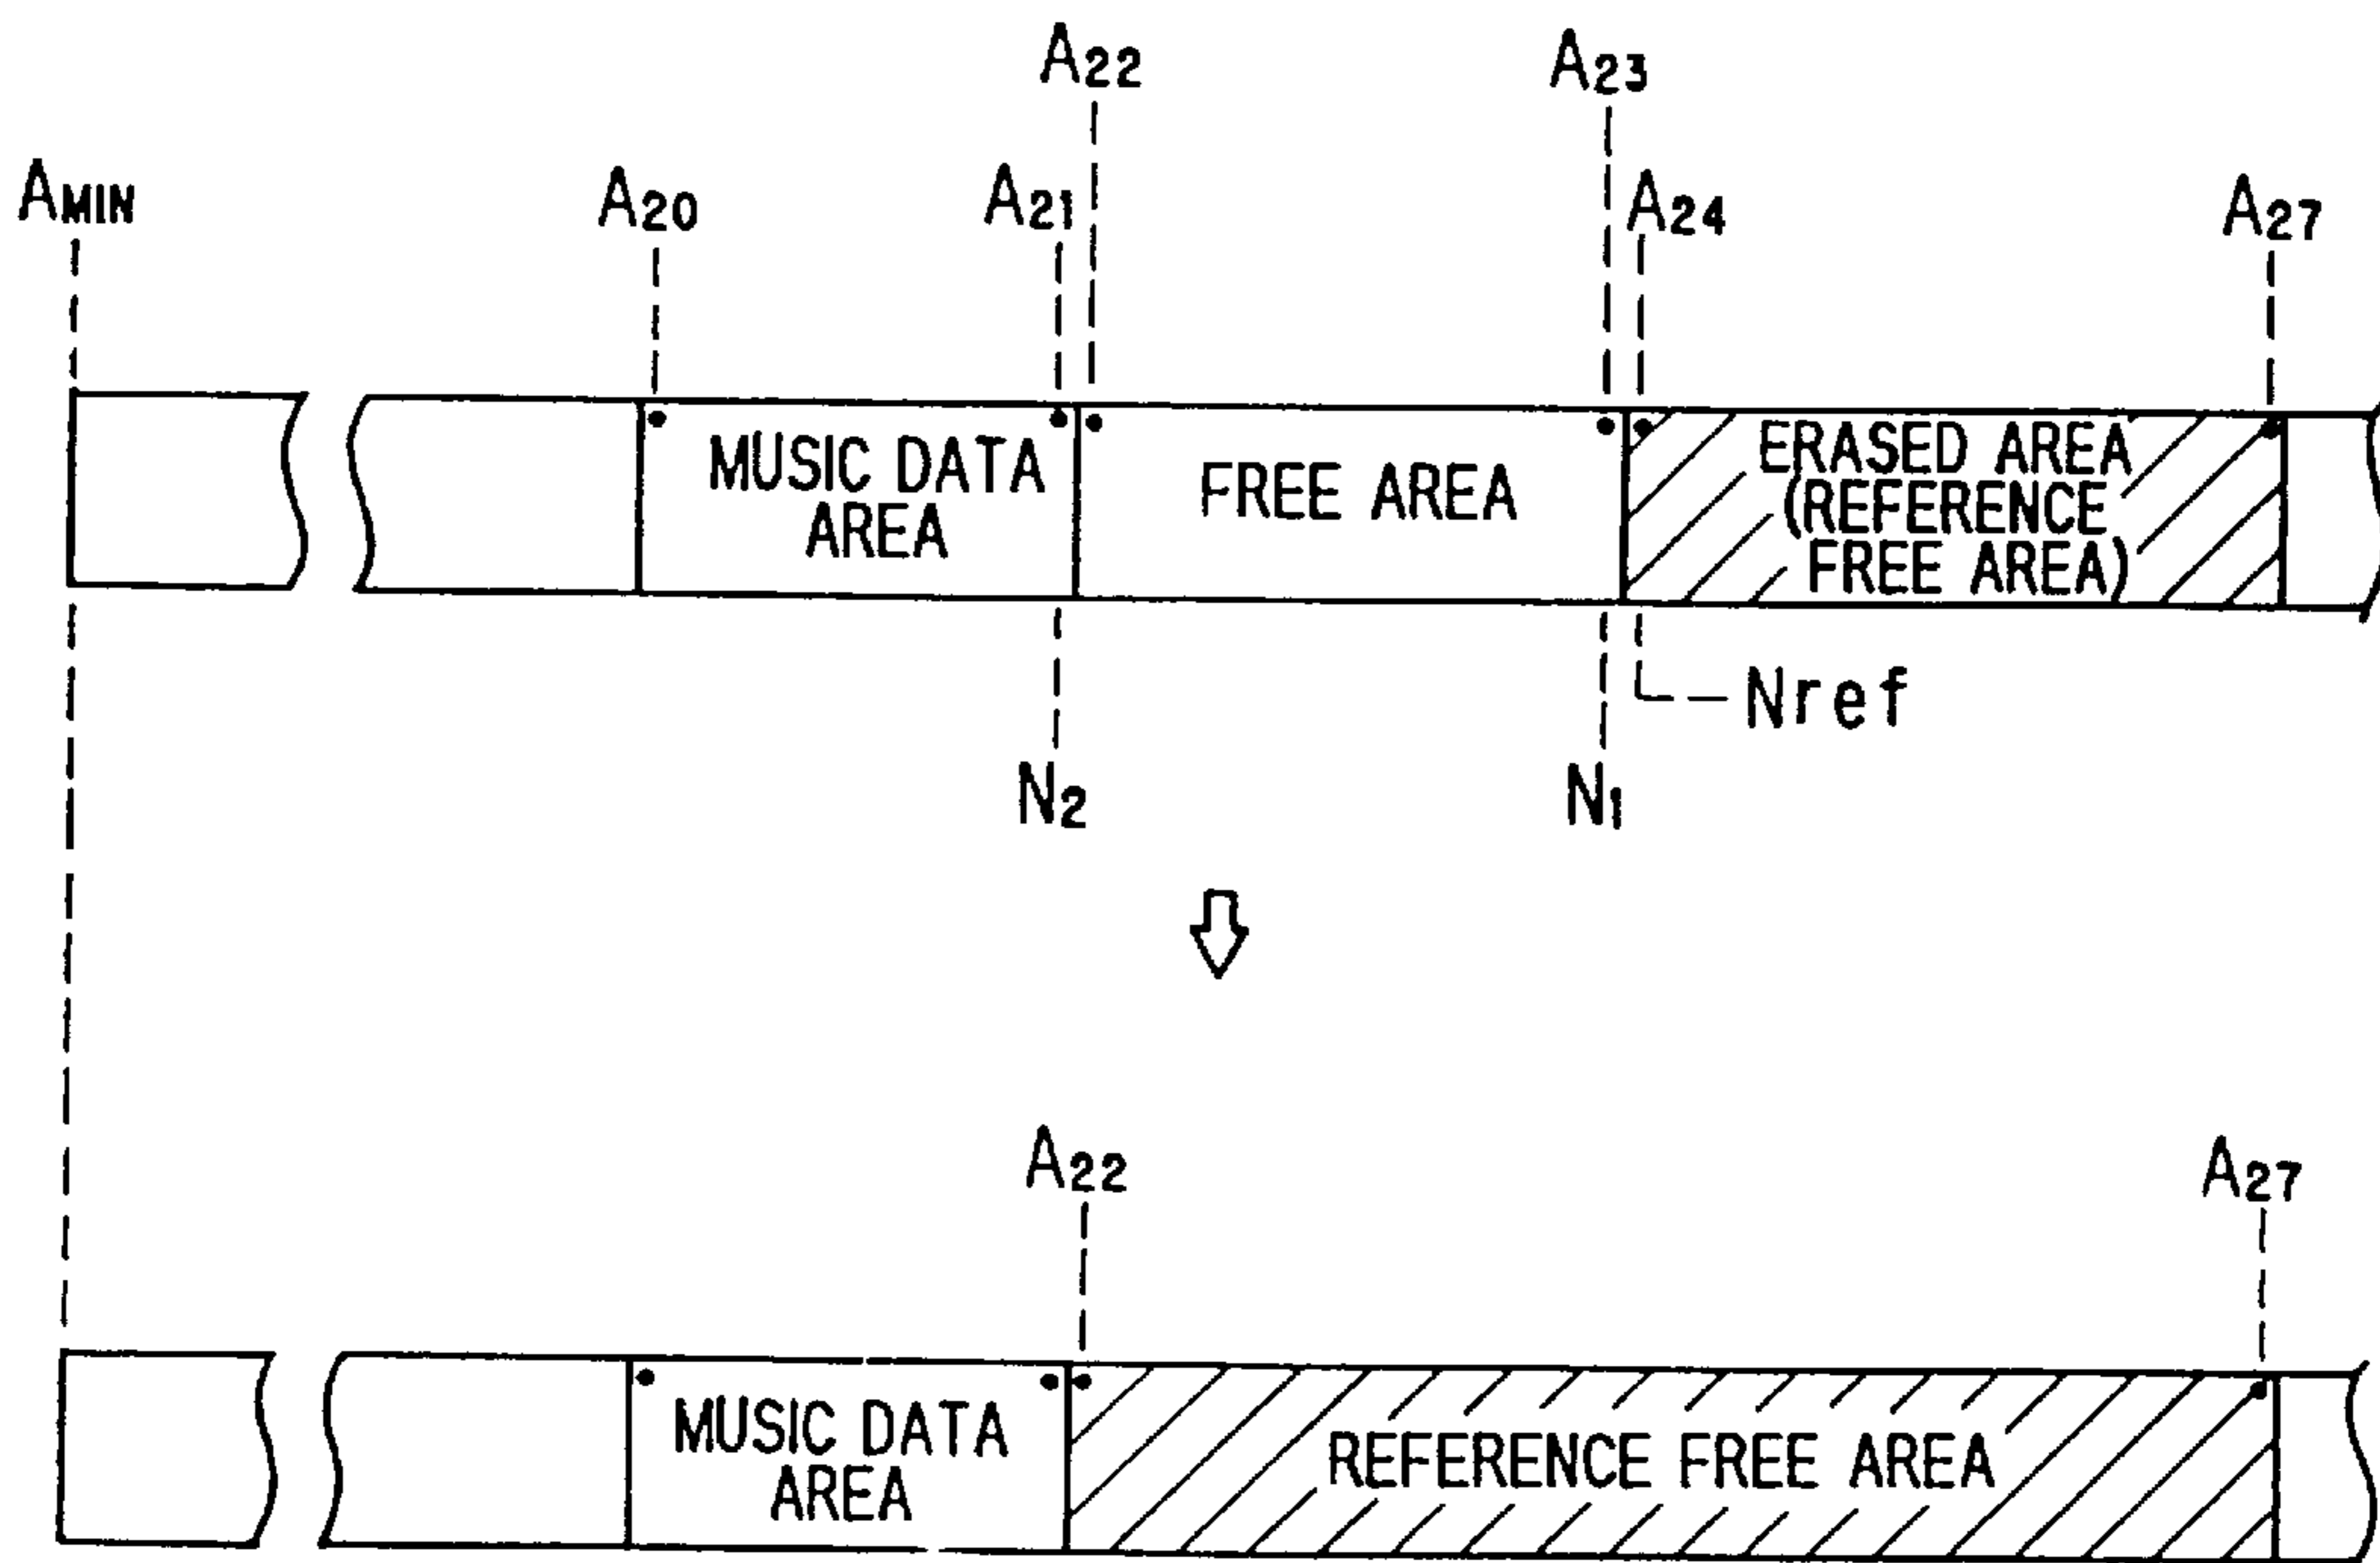 A22 A23
AMIN A20 A21 A24 A27
MUSIC DATA
AREA
FREE AREA
ERASED AREA
(REFERENCE
FREE AREA)
Nref
N2 N1
A22 A27
MUSIC DATA
AREA
REFERENCE FREE AREA